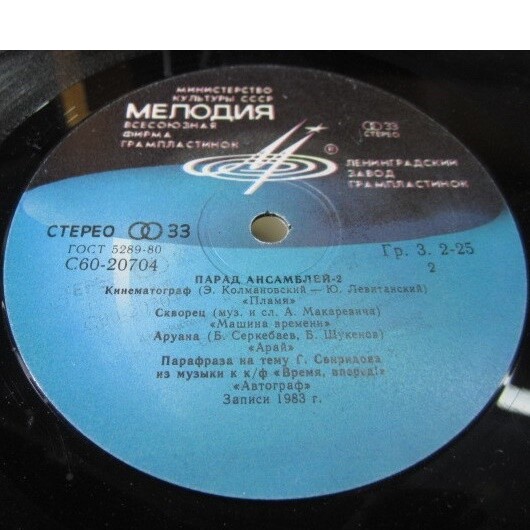 МИНИСТЕРСТВО
КУЛЬТУРЫ СССР
МЕЛОДИЯ
ВСЕСОЮЗНАЯ
ФИРМА
ГРАМПЛАСТИНОК
33
СТЕРЕО
ЛЕНИНГРАДСКИЙ
ЗАВОД
ГРАМПЛАСТИНОК
СТЕРЕО 33
ГОСТ 5289-80
С60-20704
Гр. 3. 2-25
2
ПАРАД АНСАМБЛЕЙ-2
Кинематограф (Э. Колмановский — Ю. Левитанский)
«Пламя»
Скворец (муз. и сл. А. Макаревича)
«Машина времени»
Аруана (Б. Серкебаев, Б. Шукенов)
«Арай»
Парафраза на тему Г. Свиридова
из музыки к к/ф «Время, вперед!»
«Автограф»
Записи 1983 г.